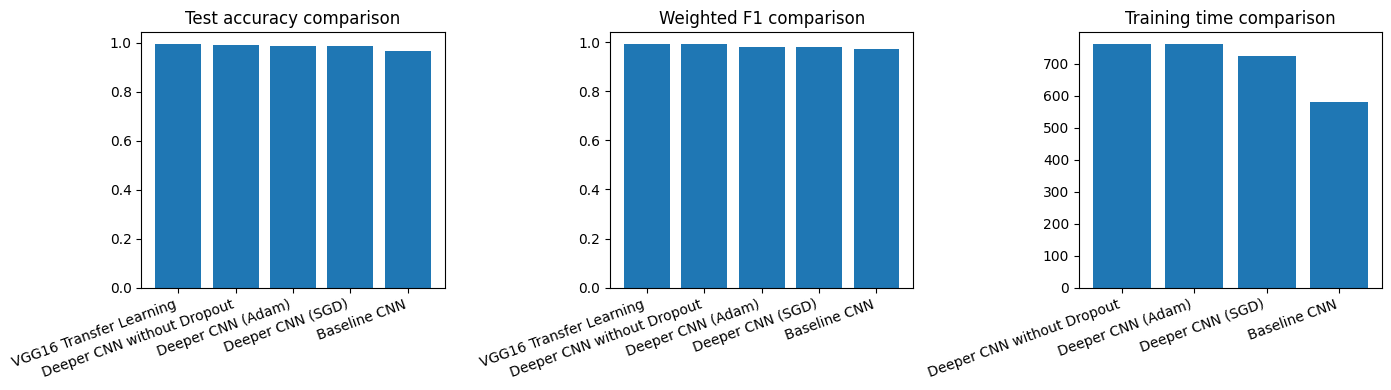 Test accuracy comparison
1.0
0.8
0.6
0.4
0.2
0.0
VGG16 Transfer Learning
Deeper CNN without Dropout
Deeper CNN (Adam)
Deeper CNN (SGD)
Baseline CNN
Weighted F1 comparison
1.0
0.8
0.6
0.4
0.2
0.0
VGG16 Transfer Learning
Deeper CNN without Dropout
Deeper CNN (Adam)
Deeper CNN (SGD)
Baseline CNN
Training time comparison
700
600
500
400
300
200
100
0
Deeper CNN without Dropout
Deeper CNN (Adam)
Deeper CNN (SGD)
Baseline CNN